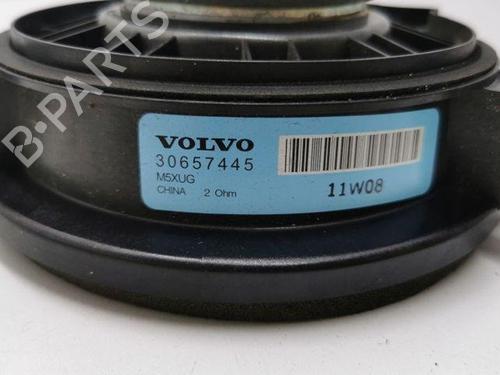 B-PARTS
VOLVO
30657445
M5XUG
CHINA 2 Ohm
11W08